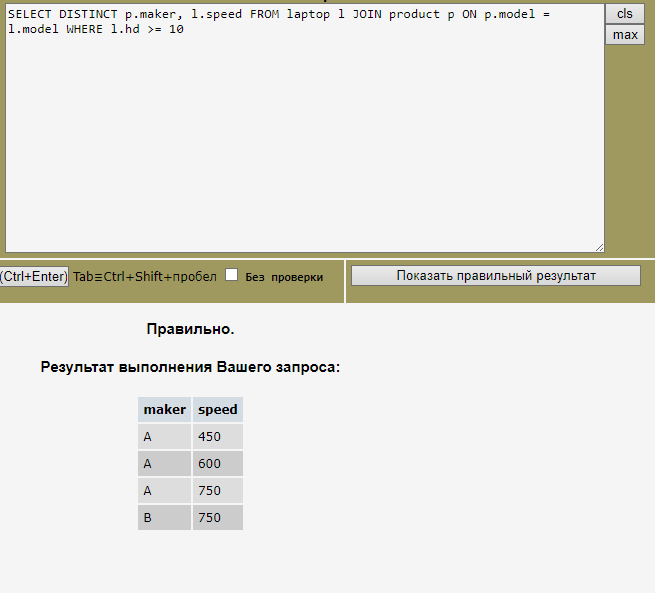 SELECT DISTINCT p.maker, l.speed FROM laptop l JOIN product p ON p.model =
l.model WHERE l.hd >= 10
cls
max
(Ctrl+Enter) Tab≡Ctrl+Shift+пробел Без проверки
Показать правильный результат
Правильно.
Результат выполнения Вашего запроса:
maker speed
A 450
A 600
A 750
B 750